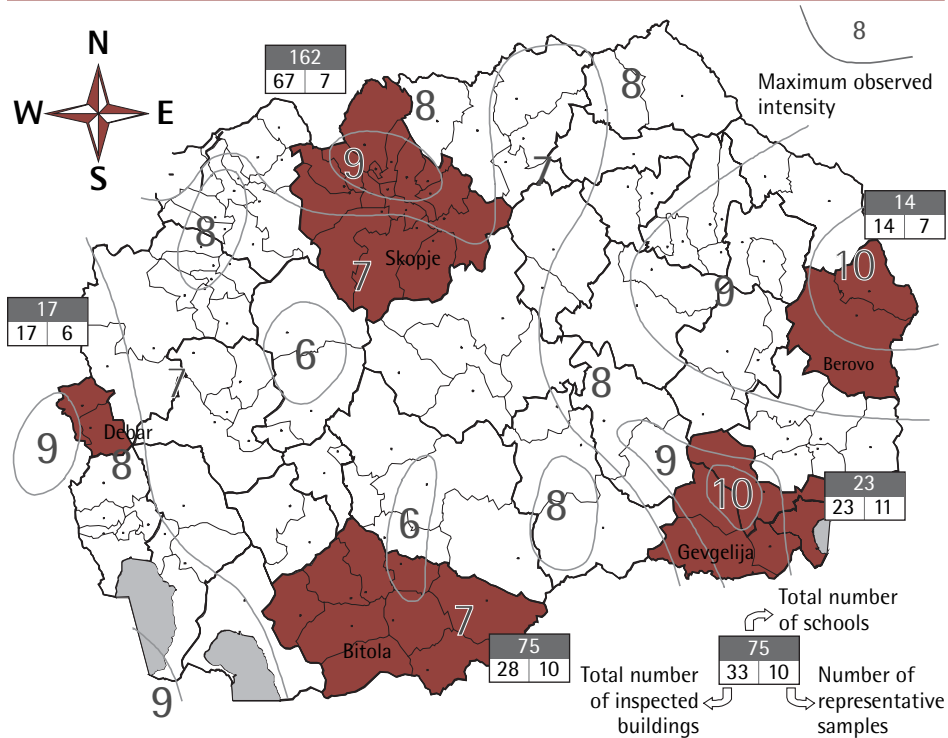 8
Maximum observed
intensity
N
W E
S
162
67 7
8
8
9
7
14
14 7
8
10
Skopje
7
9
17
17 6
6
Berovo
7
8
Debar
9
8
9
10
23
23 11
6
8
Gevgelija
7
Bitola
75
28 10
9
Total number
of schools
75
33 10
Total number
of inspected
buildings
Number of
representative
samples